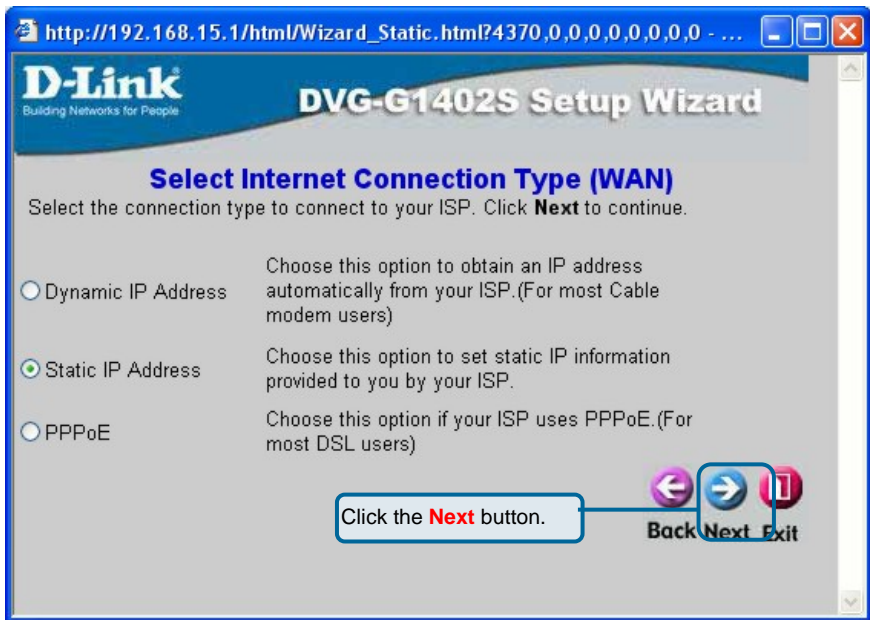 http://192.168.15.1/html/Wizard_Static.html?4370,0,0,0,0,0,0,0,0 - ...
D-Link
Building Networks for People
DVG-G1402S Setup Wizard
Select Internet Connection Type (WAN)
Select the connection type to connect to your ISP. Click Next to continue.
Dynamic IP Address
Choose this option to obtain an IP address
automatically from your ISP.(For most Cable
modem users)
Static IP Address
Choose this option to set static IP information
provided to you by your ISP.
PPPoE
Choose this option if your ISP uses PPPoE.(For
most DSL users)
Click the Next button.
Back Next Exit